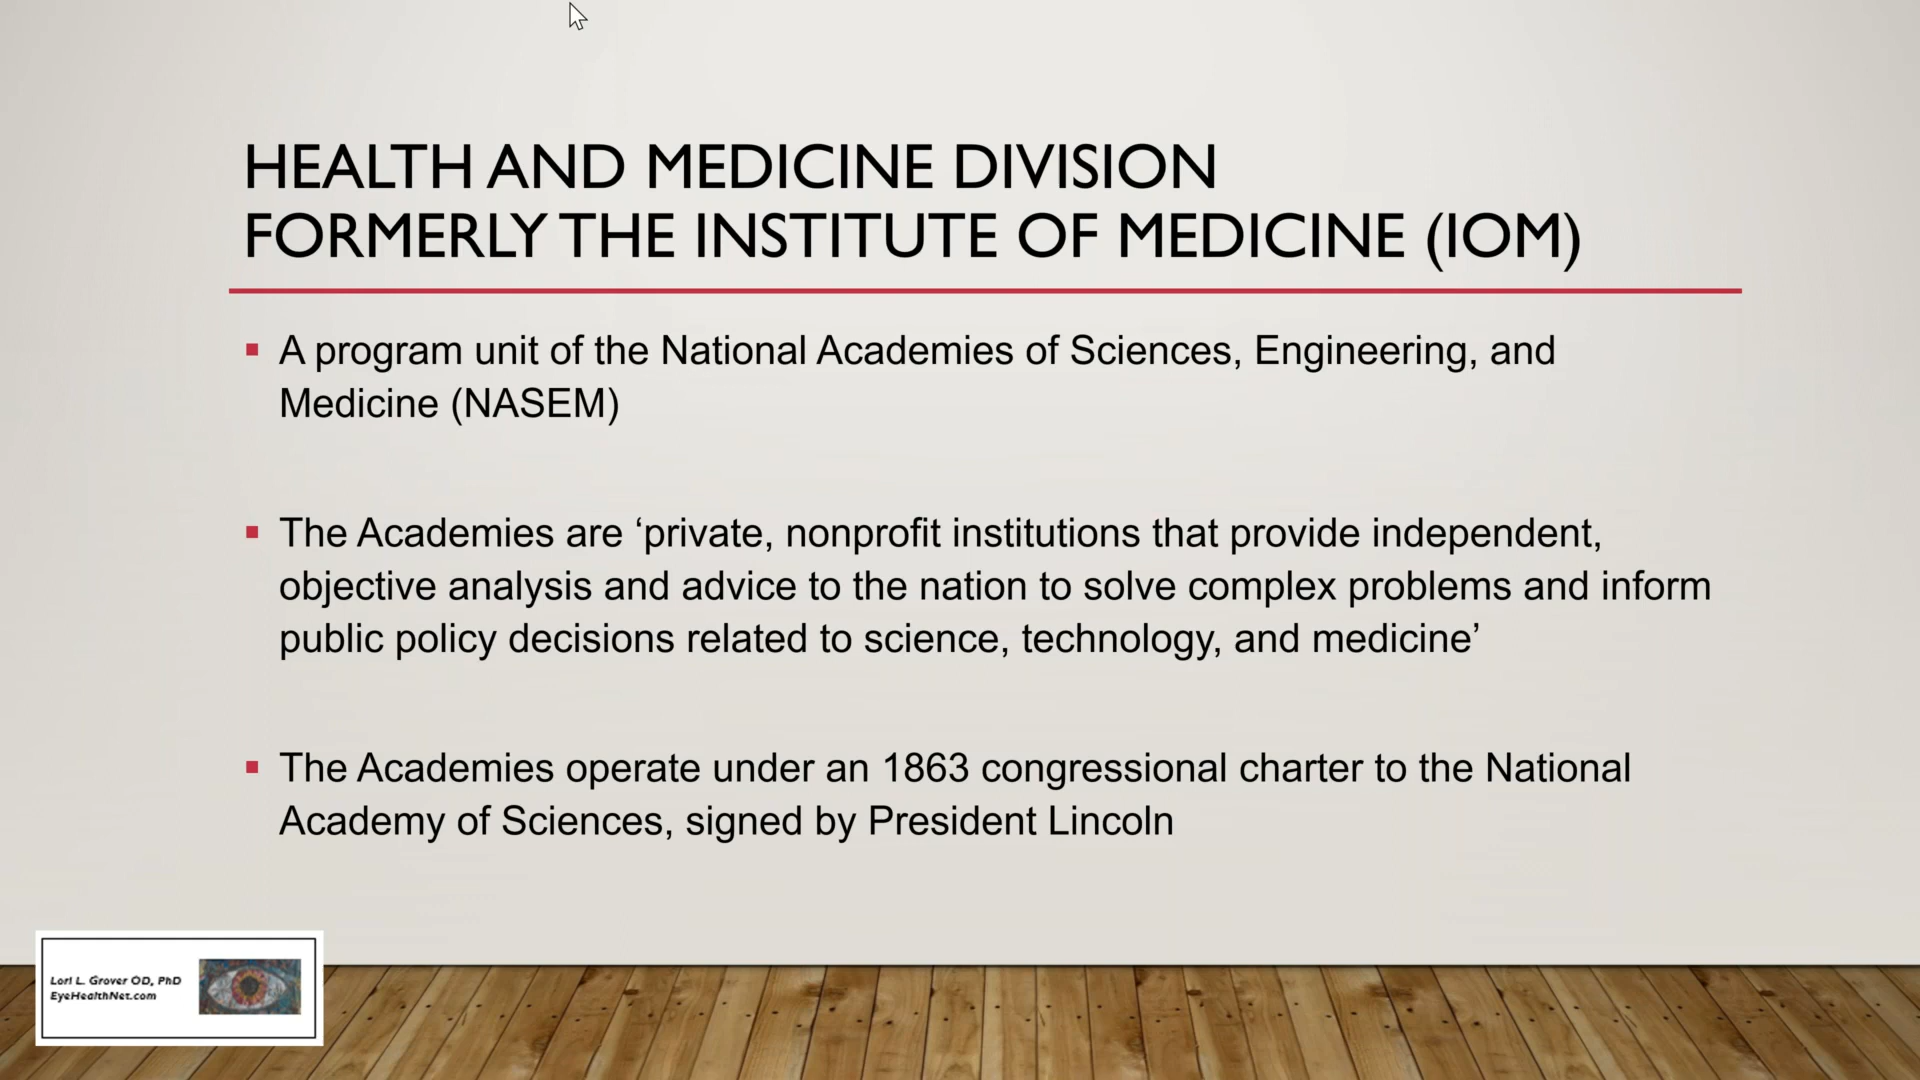 HEALTH AND MEDICINE DIVISION
FORMERLY THE INSTITUTE OF MEDICINE (IOM)
A program unit of the National Academies of Sciences, Engineering, and
Medicine (NASEM)
The Academies are ‘private, nonprofit institutions that provide independent,
objective analysis and advice to the nation to solve complex problems and inform
public policy decisions related to science, technology, and medicine’
The Academies operate under an 1863 congressional charter to the National
Academy of Sciences, signed by President Lincoln
Lori L. Grover OD, PhD
EyeHealthNet.com